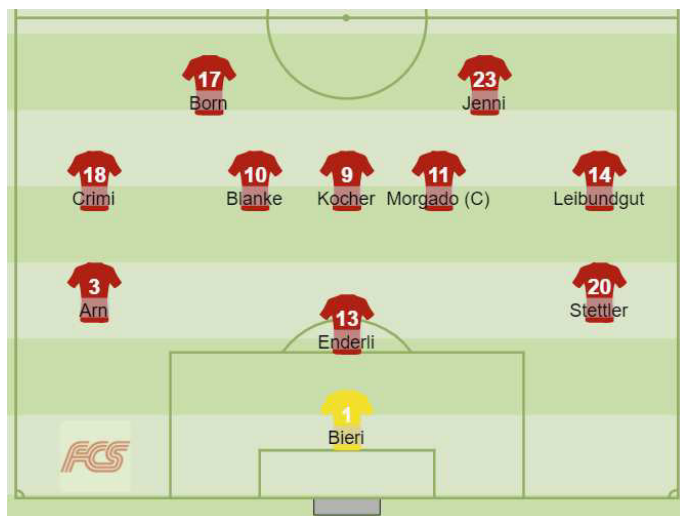 17
Born
23
Jenni
18
Crimi
10
Blanke
9
Kocher
11
Morgado (C)
14
Leibundgut
3
Arn
20
Stettler
13
Enderli
1
Bieri
FCS